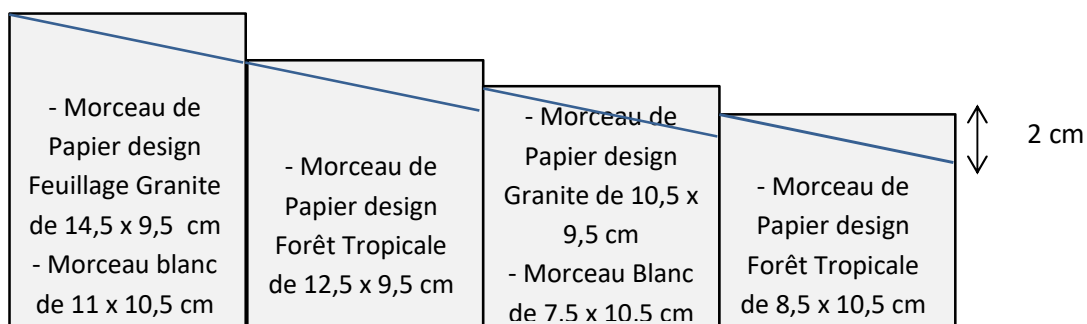 - Morceau de
Papier design
Feuillage Granite
de 14,5 x 9,5 cm
- Morceau blanc
de 11 x 10,5 cm
- Morceau de
Papier design
Forêt Tropicale
de 12,5 x 9,5 cm
- Morceau de
Papier design
Granite de 10,5 x
9,5 cm
- Morceau Blanc
de 7,5 x 10,5 cm
- Morceau de
Papier design
Forêt Tropicale
de 8,5 x 10,5 cm
2 cm